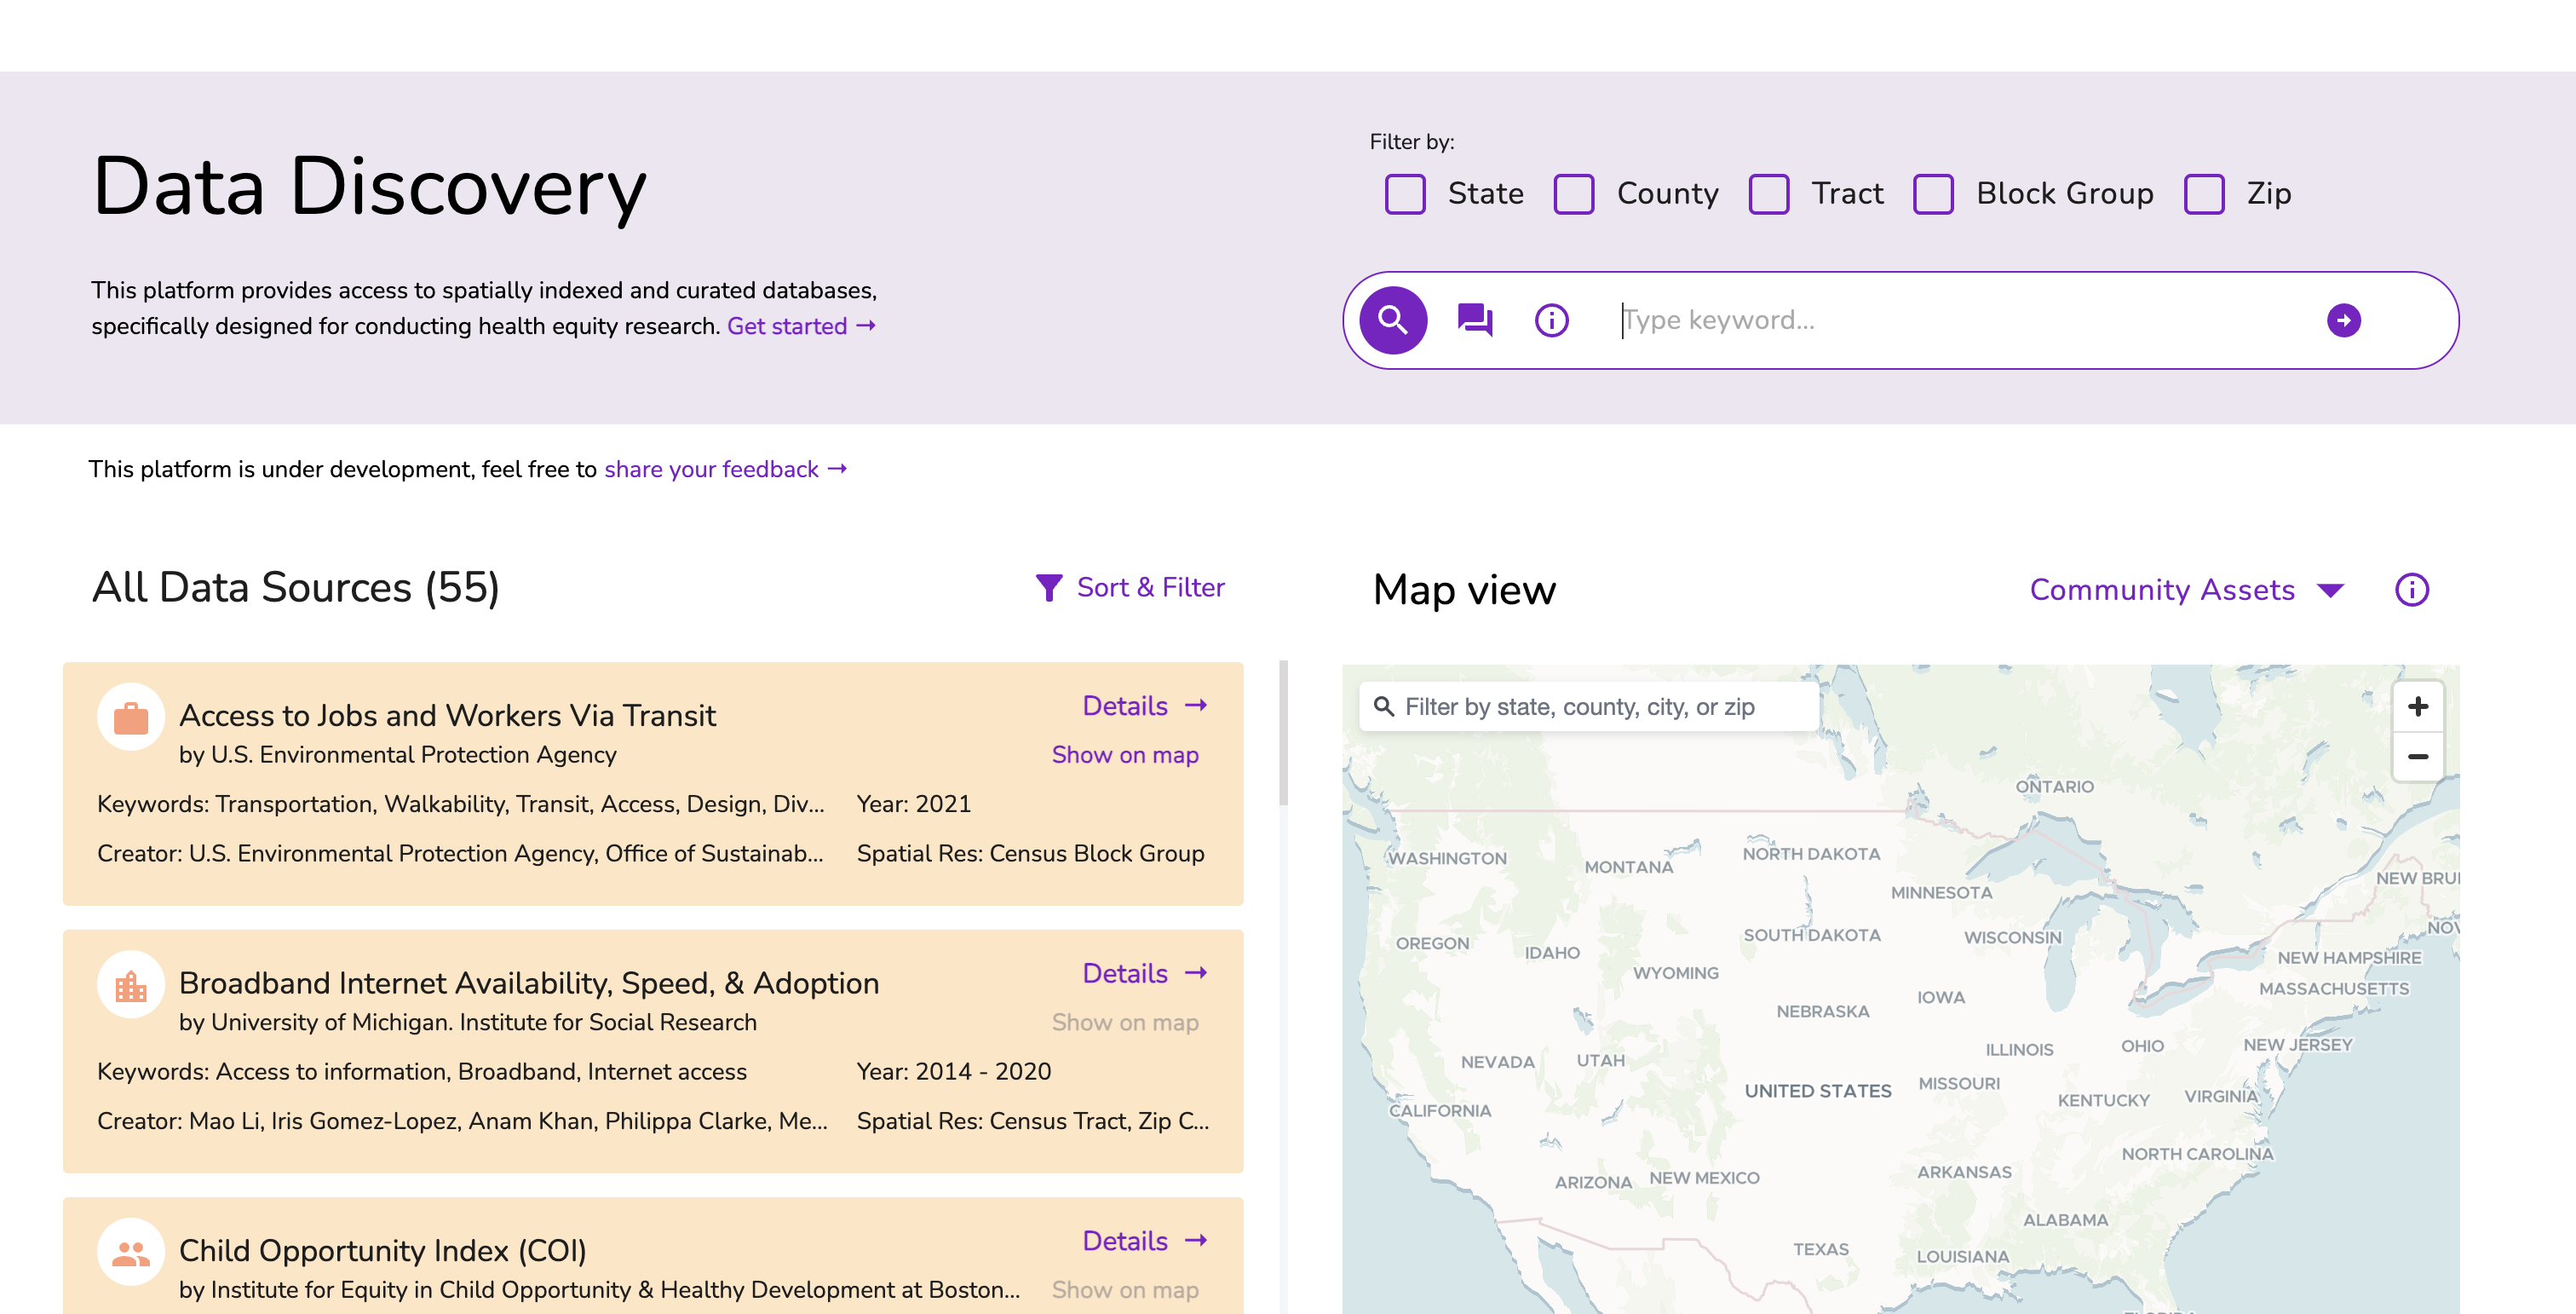 Data Discovery
This platform provides access to spatially indexed and curated databases,
specifically designed for conducting health equity research. Get started →
Filter by:
State County Tract Block Group Zip
Type keyword...
This platform is under development, feel free to share your feedback →
All Data Sources (55)
Sort & Filter
Access to Jobs and Workers Via Transit
Details →
by U.S. Environmental Protection Agency
Show on map
Keywords: Transportation, Walkability, Transit, Access, Design, Div...
Year: 2021
Creator: U.S. Environmental Protection Agency, Office of Sustainab...
Spatial Res: Census Block Group
Broadband Internet Availability, Speed, & Adoption
Details →
by University of Michigan. Institute for Social Research
Show on map
Keywords: Access to information, Broadband, Internet access
Year: 2014 - 2020
Creator: Mao Li, Iris Gomez-Lopez, Anam Khan, Philippa Clarke, Me...
Spatial Res: Census Tract, Zip C...
Child Opportunity Index (COI)
Details →
by Institute for Equity in Child Opportunity & Healthy Development at Boston...
Show on map
Map view
Community Assets
Filter by state, county, city, or zip
+
−
ONTARIO
WASHINGTON
MONTANA
NORTH DAKOTA
MINNESOTA
NEW BRU
NOV
OREGON
IDAHO
SOUTH DAKOTA
WISCONSIN
WYOMING
NEW HAMPSHIRE
MASSACHUSETTS
NEBRASKA
IOWA
NEVADA
UTAH
ILLINOIS
OHIO
NEW JERSEY
UNITED STATES
MISSOURI
KENTUCKY
VIRGINIA
CALIFORNIA
NORTH CAROLINA
ARIZONA
NEW MEXICO
ARKANSAS
ALABAMA
TEXAS
LOUISIANA